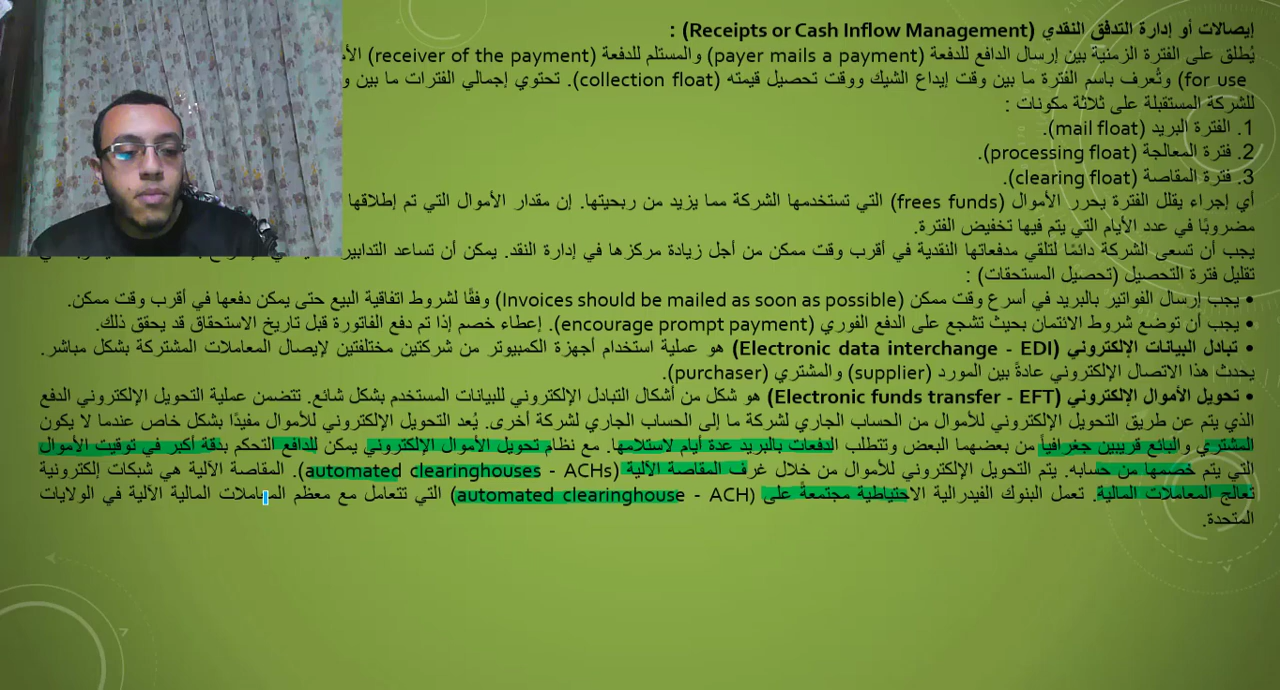 إيصالات أو إدارة التدفق النقدي (Receipts or Cash Inflow Management) :
يُطلق على الفترة الزمنية بين إرسال الدافع للدفعة (payer mails a payment) والمستلم للدفعة (receiver of the payment)
for use) وتُعرف باسم الفترة ما بين وقت إيداع الشيك ووقت تحصيل قيمته (collection float). تحتوي إجمالي الفترات ما بين
للشركة المستقبلة على ثلاثة مكونات :
1. الفترة البريد (mail float).
2. فترة المعالجة (processing float).
3. فترة المقاصة (clearing float).
أي إجراء يقلل الفترة يحرر الأموال (frees funds) التي تستخدمها الشركة مما يزيد من ربحيتها. إن مقدار الأموال التي تم إطلاقها
مضروبًا في عدد الأيام التي يتم فيها تخفيض الفترة.
يجب أن تسعى الشركة دائمًا لتلقي مدفعاتها النقدية في أقرب وقت ممكن من أجل زيادة مركزها في إدارة النقد. يمكن أن تساعد التدابير
تقليل فترة التحصيل (تحصيل المستحقات) :
• يجب إرسال الفواتير بالبريد في أسرع وقت ممكن (Invoices should be mailed as soon as possible) وفقًا لشروط اتفاقية البيع حتى يمكن دفعها في أقرب وقت ممكن.
• يجب أن توضع شروط الائتمان بحيث تشجع على الدفع الفوري (encourage prompt payment). إعطاء خصم إذا تم دفع الفاتورة قبل تاريخ الاستحقاق قد يحقق ذلك.
• تبادل البيانات الإلكتروني (Electronic data interchange - EDI) هو عملية استخدام أجهزة الكمبيوتر من شركتين مختلفتين لإيصال المعاملات المشتركة بشكل مباشر.
يحدث هذا الاتصال الإلكتروني عادةً بين المورد (supplier) والمشتري (purchaser).
• تحويل الأموال الإلكتروني (Electronic funds transfer - EFT) هو شكل من أشكال التبادل الإلكتروني للبيانات المستخدم بشكل شائع. تتضمن عملية التحويل الإلكتروني الدفع
الذي يتم عن طريق التحويل الإلكتروني للأموال من الحساب الجاري لشركة ما إلى الحساب الجاري لشركة أخرى. يُعد التحويل الإلكتروني للأموال مفيدًا بشكل خاص عندما لا يكون
المشتري والبائع قريبين جغرافياً من بعضهما البعض وتتطلب الدفعات بالبريد عدة أيام لاستلامها. مع نظام تحويل الأموال الإلكتروني يمكن للدافع التحكم بدقة أكبر في توقيت الأموال
التي يتم خصمها من حسابه. يتم التحويل الإلكتروني للأموال من خلال غرف المقاصة الآلية (automated clearinghouses - ACHs). المقاصة الآلية هي شبكات إلكترونية
تعالج المعاملات المالية. تعمل البنوك الفيدرالية الاحتياطية مجتمعةً على (automated clearinghouse - ACH) التي تتعامل مع معظم المعاملات المالية الآلية في الولايات
المتحدة.